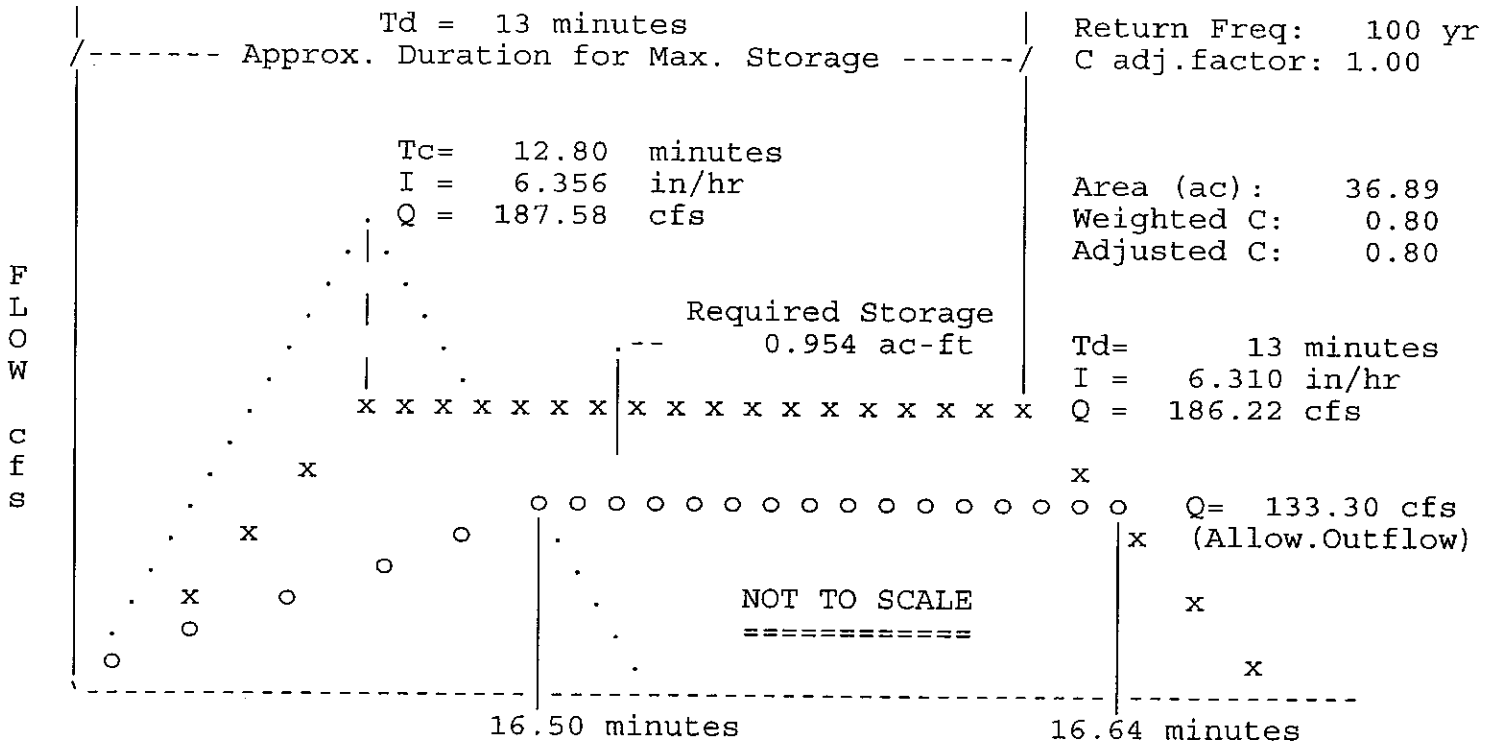 Td = 13 minutes
/------- Approx. Duration for Max. Storage ------/
Return Freq: 100 yr
C adj.factor: 1.00
Tc= 12.80 minutes
I = 6.356 in/hr
Q = 187.58 cfs
Area (ac): 36.89
Weighted C: 0.80
Adjusted C: 0.80
FLOW cfs
Required Storage
0.954 ac-ft
Td= 13 minutes
I = 6.310 in/hr
Q = 186.22 cfs
x x x x x x x x x x x x x x x x x x
x
x
o o o o o o o o o o o o o o o o
Q= 133.30 cfs
x
o
x
(Allow.Outflow)
o
x
o
NOT TO SCALE
x
o
============
o
x
16.50 minutes
16.64 minutes